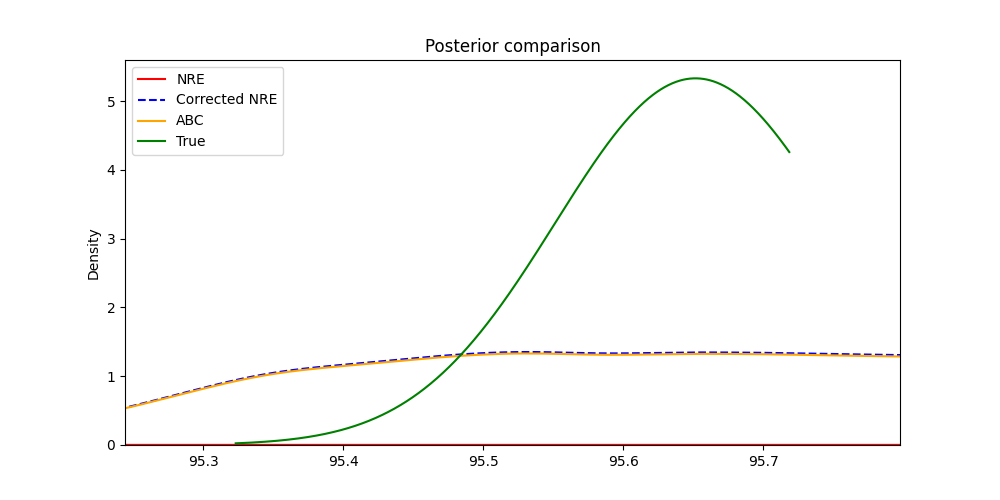 Posterior comparison
NRE
Corrected NRE
ABC
True
Density
5
4
3
2
1
0
95.3 95.4 95.5 95.6 95.7